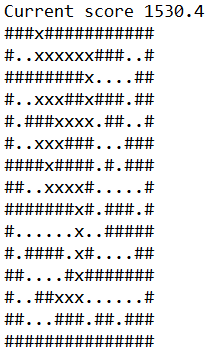 Current score 1530.4
###x###########
#..xxxxxx###..#
########x....##
#..xxx##x###.##
#.###xxxx.##..#
#..xxx###...###
####x####.#.###
##..xxxx#.....#
#######x#.###.#
#......x..#####
#.####.x#....##
##....#x#######
#..##xxx......#
##...###.##.###
###############